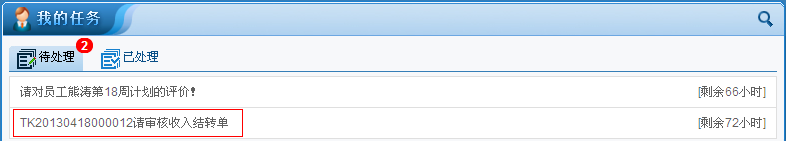 我的任务
待处理 2 已处理
请对员工熊涛第18周计划的评价! [剩余66小时]
TK20130418000012请审核收入结转单 [剩余72小时]